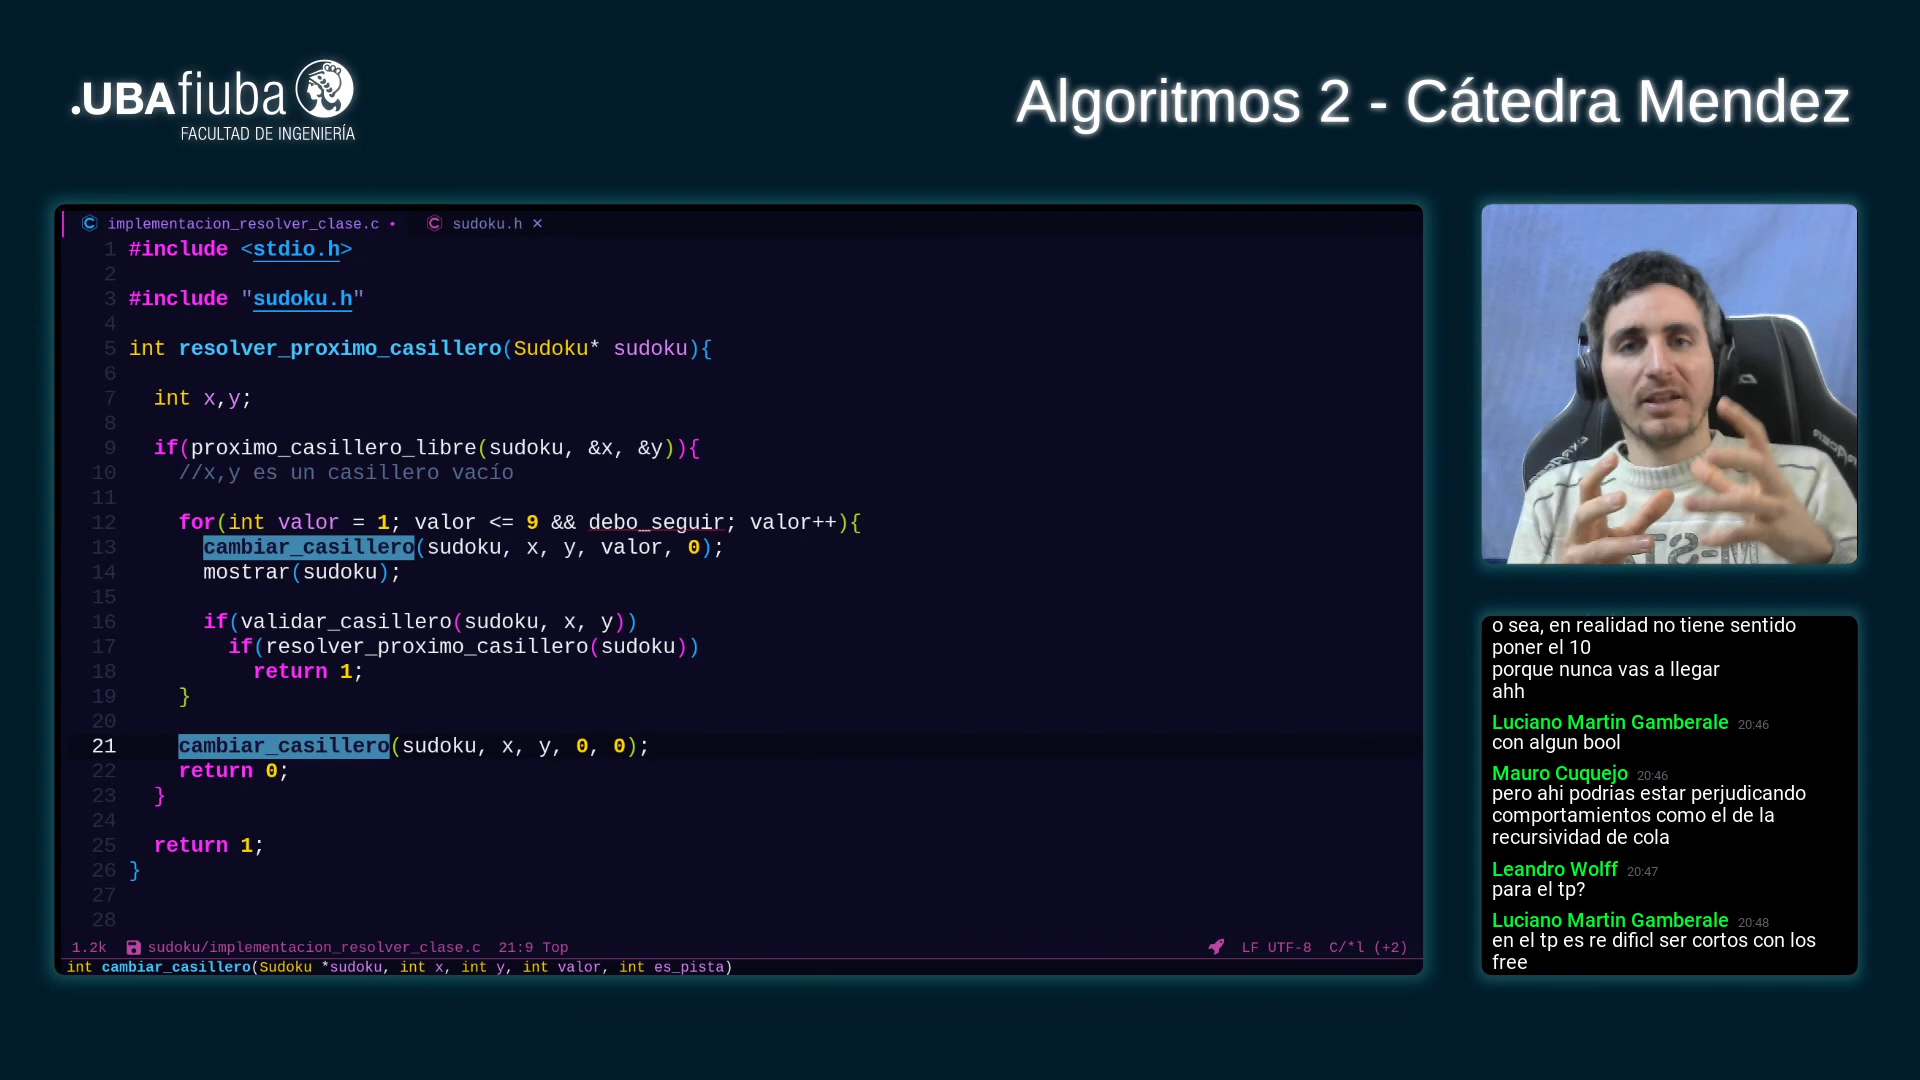 .UBAfiuba
FACULTAD DE INGENIERÍA
Algoritmos 2 - Cátedra Mendez
implementacion_resolver_clase.c • sudoku.h ×
1 #include <stdio.h>
2
3 #include "sudoku.h"
4
5 int resolver_proximo_casillero(Sudoku* sudoku){
6
7 int x,y;
8
9 if(proximo_casillero_libre(sudoku, &x, &y)){
10 //x,y es un casillero vacío
11
12 for(int valor = 1; valor <= 9 && debo_seguir; valor++){
13 cambiar_casillero(sudoku, x, y, valor, 0);
14 mostrar(sudoku);
15
16 if(validar_casillero(sudoku, x, y))
17 if(resolver_proximo_casillero(sudoku))
18 return 1;
19 }
20
21 cambiar_casillero(sudoku, x, y, 0, 0);
22 return 0;
23 }
24
25 return 1;
26 }
27
28
1.2k sudoku/implementacion_resolver_clase.c 21:9 Top LF UTF-8 C/*l (+2)
int cambiar_casillero(Sudoku *sudoku, int x, int y, int valor, int es_pista)
o sea, en realidad no tiene sentido
poner el 10
porque nunca vas a llegar
ahh
Luciano Martin Gamberale 20:46
con algun bool
Mauro Cuquejo 20:46
pero ahi podrias estar perjudicando
comportamientos como el de la
recursividad de cola
Leandro Wolff 20:47
para el tp?
Luciano Martin Gamberale 20:48
en el tp es re dificl ser cortos con los
free